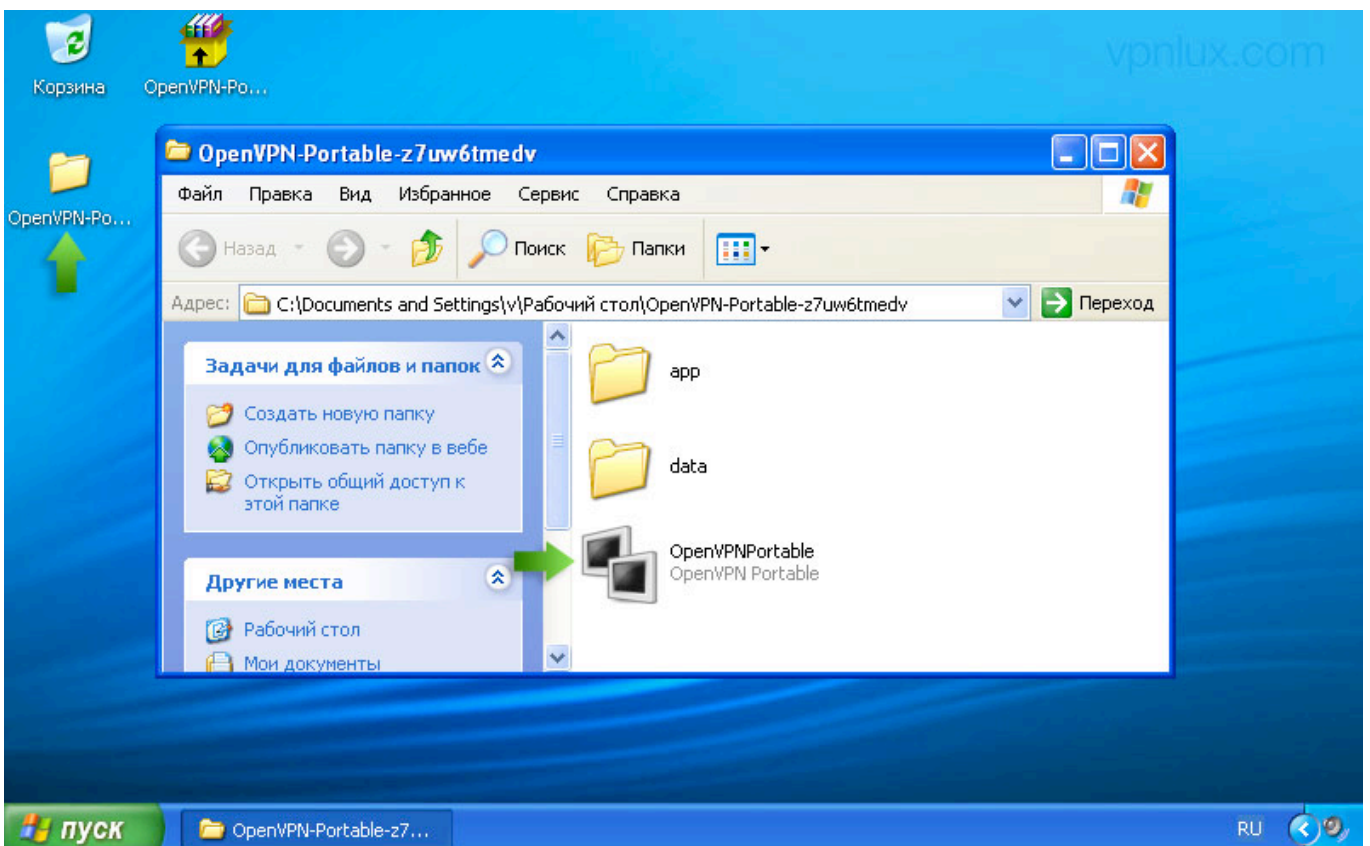 vpnlux.com
Корзина
OpenVPN-Po...
OpenVPN-Po...
OpenVPN-Portable-z7uw6tmedv
Файл Правка Вид Избранное Сервис Справка
Назад Поиск Папки
Адрес: C:\Documents and Settings\v\Рабочий стол\OpenVPN-Portable-z7uw6tmedv Переход
Задачи для файлов и папок
Создать новую папку
Опубликовать папку в вебе
Открыть общий доступ к
этой папке
Другие места
Рабочий стол
Мои документы
app
data
OpenVPNPortable
OpenVPN Portable
пуск
OpenVPN-Portable-z7...
RU